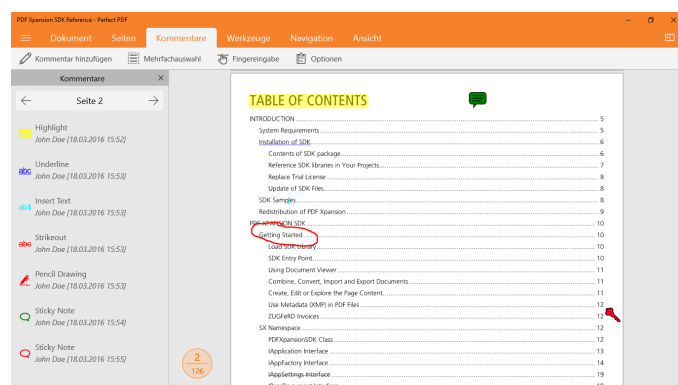 PDF Xpansion SDK Reference - Perfect PDF
Dokument Seiten Kommentare Werkzeuge Navigation Ansicht
Kommentar hinzufügen Mehrfachauswahl Fingereingabe Optionen
Kommentare
Seite 2
Highlight
John Doe [18.03.2016 15:52]
abc Underline
John Doe [18.03.2016 15:53]
Insert Text
John Doe [18.03.2016 15:53]
abc Strikeout
John Doe [18.03.2016 15:53]
Pencil Drawing
John Doe [18.03.2016 15:53]
Sticky Note
John Doe [18.03.2016 15:54]
Sticky Note
John Doe [18.03.2016 15:55]
2
126
TABLE OF CONTENTS
INTRODUCTION 5
System Requirements 5
Installation of SDK 6
Contents of SDK package 6
Reference SDK libraries in Your Projects 7
Replace Trial License 8
Update of SDK Files 8
SDK Samples 8
Redistribution of PDF Xpansion 9
PDF XPANSION SDK 10
Getting Started 10
Load SDK Library 10
SDK Entry Point 10
Using Document Viewer 11
Combine, Convert, Import and Export Documents 11
Create, Edit or Explore the Page Content 11
Use Metadata (XMP) in PDF Files 12
ZUGFeRD Invoices 12
SX Namespace 12
PDFXpansionSDK Class 12
IApplication Interface 13
IAppFactory Interface 14
IAppSettings Interface 19